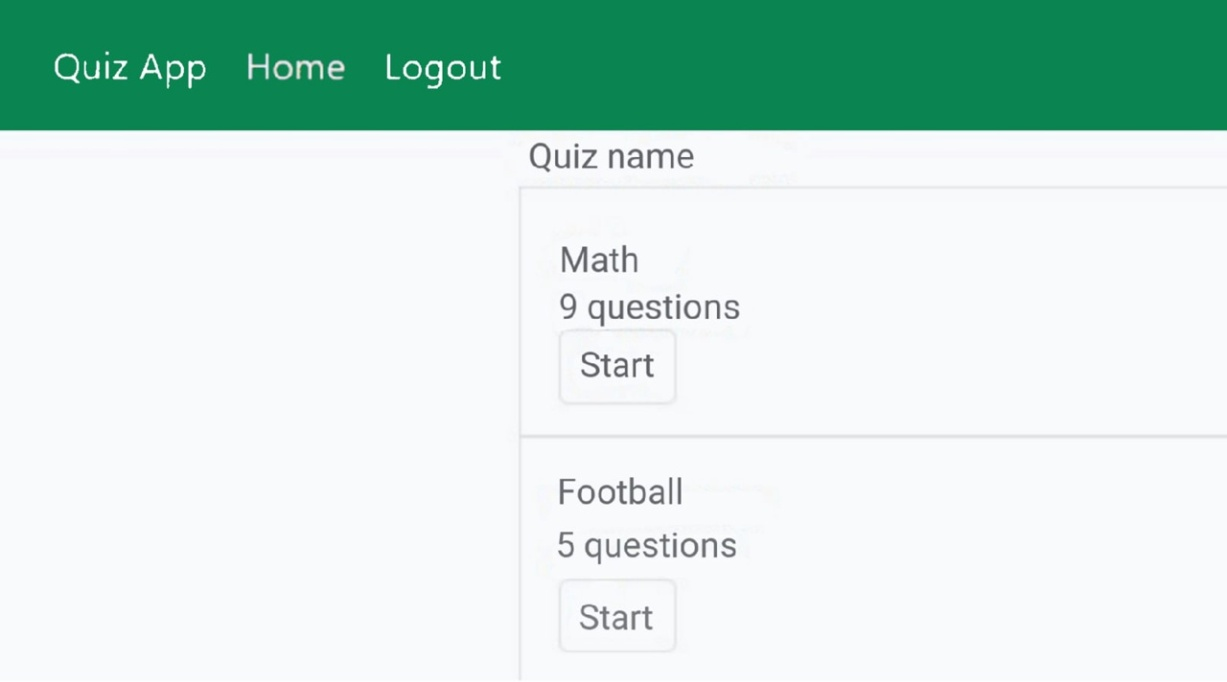 Quiz App Home Logout
Quiz name
Math
9 questions
Start
Football
5 questions
Start